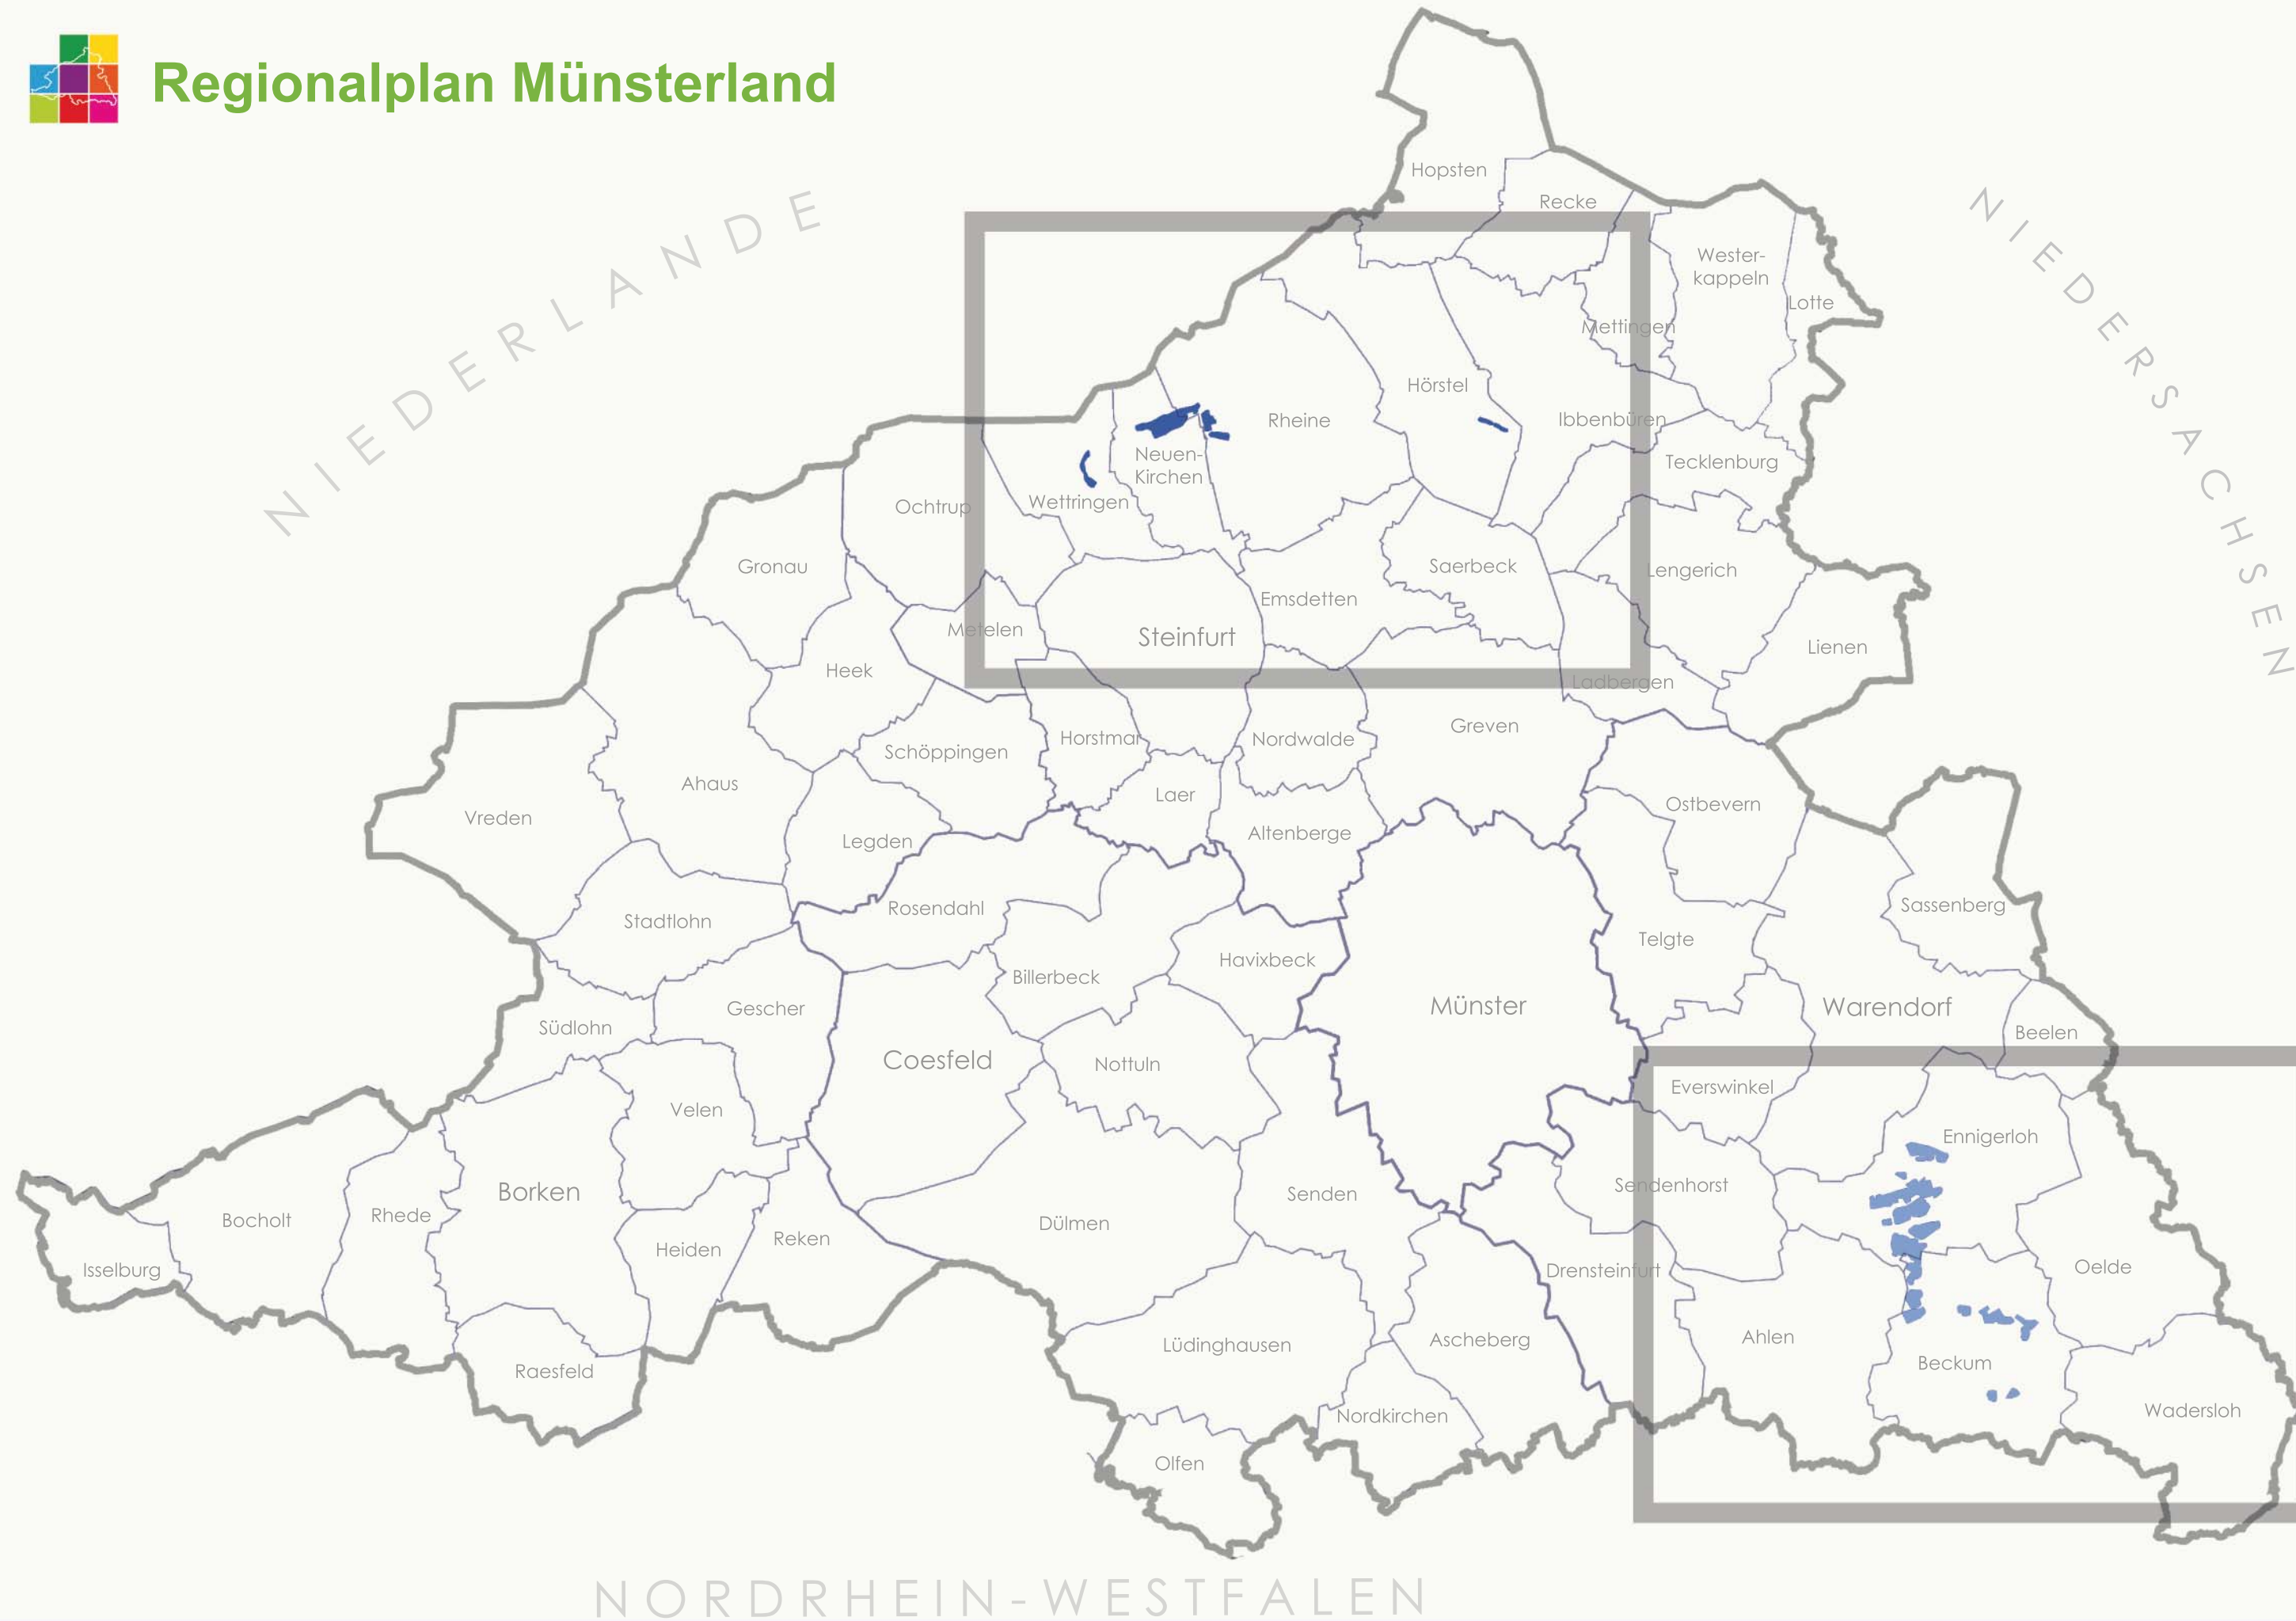 Regionalplan Münsterland
NIEDERLANDE
NIEDERSACHSEN
Hopsten
Recke
Wester-
kappeln
Lotte
Mettingen
Hörstel
Rheine
Ibbenbüren
Neuen-
Kirchen
Tecklenburg
Wettringen
Ochtrup
Gronau
Saerbeck
Lengerich
Emsdetten
Metelen
Steinfurt
Lienen
Heek
Ladbergen
Greven
Horstmar
Nordwalde
Schöppingen
Ahaus
Laer
Ostbevern
Vreden
Altenberge
Legden
Rosendahl
Sassenberg
Stadtlohn
Telgte
Havixbeck
Billerbeck
Gescher
Münster
Warendorf
Südlohn
Beelen
Coesfeld
Nottuln
Everswinkel
Velen
Ennigerloh
Sendenhorst
Borken
Senden
Rhede
Bocholt
Dülmen
Reken
Heiden
Oelde
Isselburg
Drensteinfurt
Ahlen
Ascheberg
Lüdinghausen
Beckum
Raesfeld
Wadersloh
Nordkirchen
Olfen
NORDRHEIN-WESTFALEN